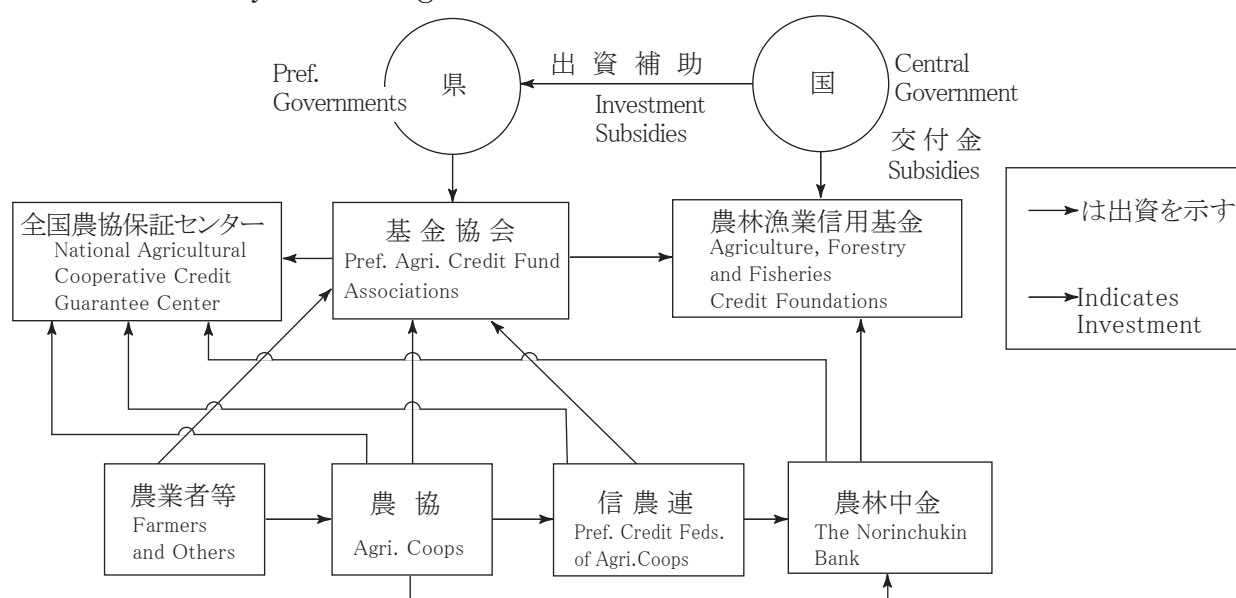 県
Pref.
Governments
出資補助
Investment
Subsidies
国
Central
Government
交付金
Subsidies
全国農協保証センター
National Agricultural
Cooperative Credit
Guarantee Center
基金協会
Pref. Agri. Credit Fund
Associations
農林漁業信用基金
Agriculture, Forestry
and Fisheries
Credit Foundations
は出資を示す
Indicates
Investment
農業者等
Farmers
and Others
農協
Agri. Coops
信農連
Pref. Credit Feds.
of Agri.Coops
農林中金
The Norinchukin
Bank